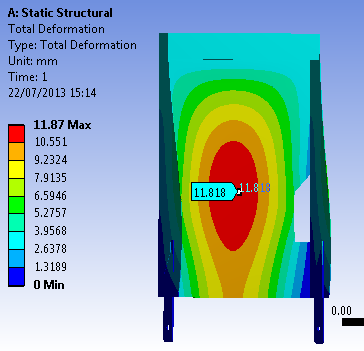 A: Static Structural
Total Deformation
Type: Total Deformation
Unit: mm
Time: 1
22/07/2013 15:14
11.87 Max
10.551
9.2324
7.9135
6.5946
5.2757
3.9568
2.6378
1.3189
0 Min
11.818
11.818
0.00